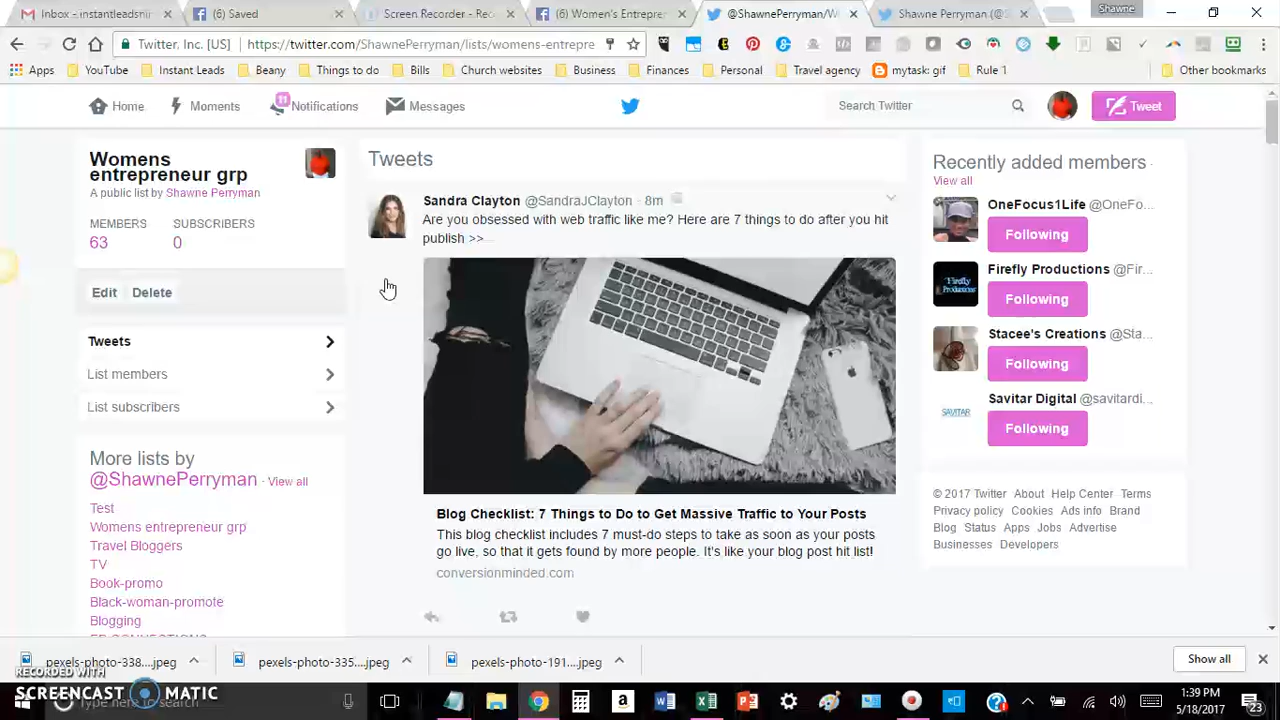 Inbox - instantleadsnin
(6) Saved
Screen Recorder - Reco
(6) Women's Entreprer
@ShawnePerryman/W
Shawne Perryman (@S
Shawne
Twitter, Inc. [US]
https://twitter.com/ShawnePerryman/lists/womens-entrepre
Apps
YouTube
Instant Leads
Beany
Things to do
Bills
Church websites
Business
Finances
Personal
Travel agency
mytask: gif
Rule 1
Other bookmarks
Home
Moments
11
Notifications
Messages
Search Twitter
Tweet
Womens
entrepreneur grp
A public list by Shawne Perryman
MEMBERS
SUBSCRIBERS
63
0
Edit
Delete
Tweets
List members
List subscribers
More lists by
@ShawnePerryman · View all
Test
Womens entrepreneur grp
Travel Bloggers
TV
Book-promo
Black-woman-promote
Blogging
Tweets
Sandra Clayton @SandraJClayton · 8m
Are you obsessed with web traffic like me? Here are 7 things to do after you hit
publish >>
Blog Checklist: 7 Things to Do to Get Massive Traffic to Your Posts
This blog checklist includes 7 must-do steps to take as soon as your posts
go live, so that it gets found by more people. It's like your blog post hit list!
conversionminded.com
Recently added members ·
View all
OneFocus1Life @OneFo...
Following
Firefly Productions @Fir...
Following
Stacee's Creations @Sta...
Following
SAVITAR
Savitar Digital @savitardi...
Following
© 2017 Twitter About Help Center Terms
Privacy policy Cookies Ads info Brand
Blog Status Apps Jobs Advertise
Businesses Developers
pexels-photo-338....jpeg
pexels-photo-335....jpeg
pexels-photo-191....jpeg
Show all
RECORDED WITH
SCREENCAST MATIC
Type here to search
1:39 PM
5/18/2017
23